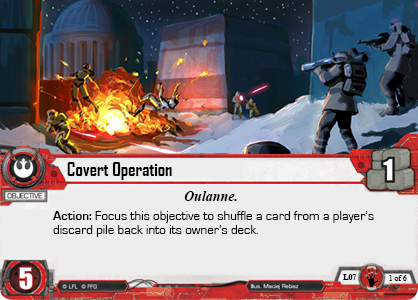 Covert Operation
1
OBJECTIVE
Oulanne.
Action: Focus this objective to shuffle a card from a player's
discard pile back into its owner's deck.
5
© LFL © FFG
Illus. Maciej Rebisz
L07
1 of 6